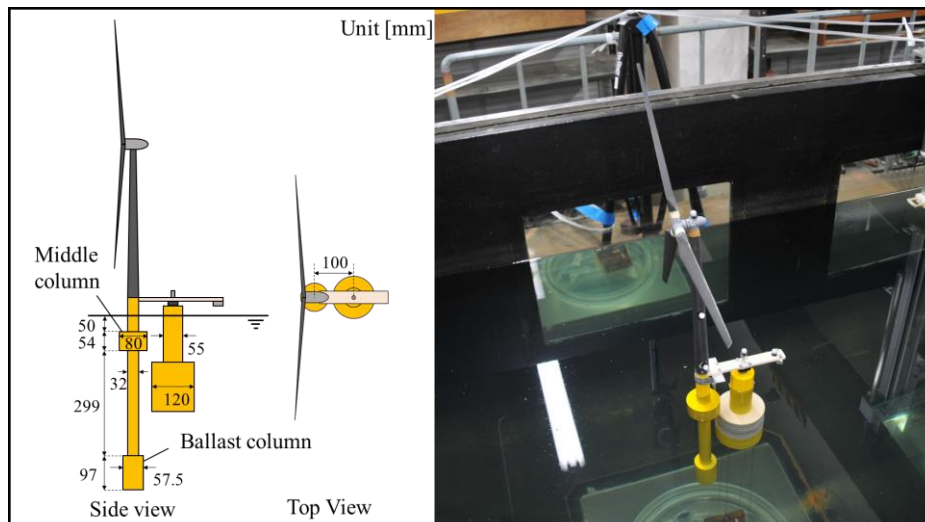 Unit [mm]
Middle
column
100
50
54
80
55
32
299
120
Ballast column
97
57.5
Side view
Top View